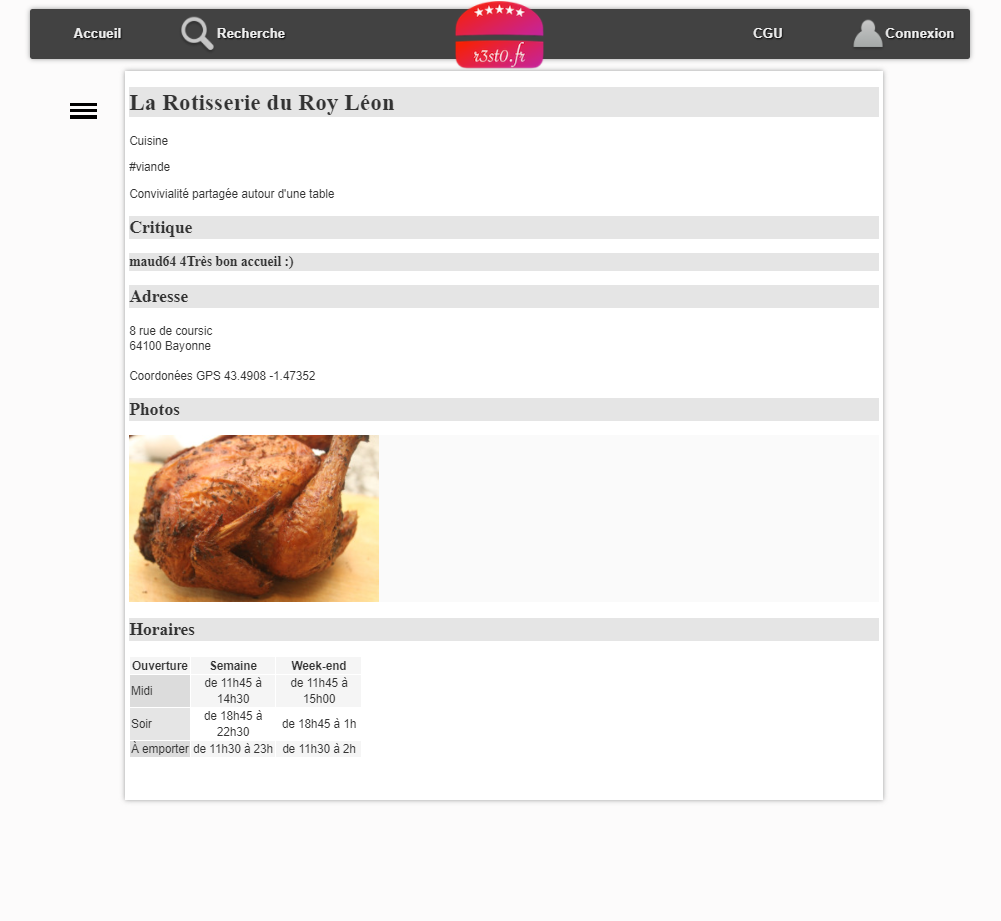 Accueil
Recherche
r3st0.fr
CGU
Connexion
La Rotisserie du Roy Léon
Cuisine
#viande
Convivialité partagée autour d'une table
Critique
maud64 4Très bon accueil :)
Adresse
8 rue de coursic
64100 Bayonne
Coordonées GPS 43.4908 -1.47352
Photos
Horaires
Ouverture Semaine Week-end
Midi de 11h45 à 14h30 de 11h45 à 15h00
Soir de 18h45 à 22h30 de 18h45 à 1h
À emporter de 11h30 à 23h de 11h30 à 2h